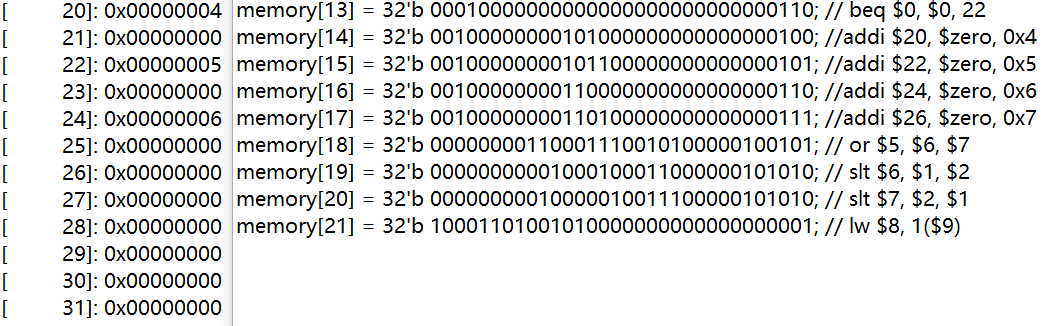 [ 20]: 0x00000004 memory[13] = 32'b 00010000000000000000000000000110; // beq $0, $0, 22
[ 21]: 0x00000000 memory[14] = 32'b 00100000000101000000000000000100; //addi $20, $zero, 0x4
[ 22]: 0x00000005 memory[15] = 32'b 00100000000101100000000000000101; //addi $22, $zero, 0x5
[ 23]: 0x00000000 memory[16] = 32'b 00100000000110000000000000000110; //addi $24, $zero, 0x6
[ 24]: 0x00000006 memory[17] = 32'b 00100000000110100000000000000111; //addi $26, $zero, 0x7
[ 25]: 0x00000000 memory[18] = 32'b 00000000110001110010100000100101; // or $5, $6, $7
[ 26]: 0x00000000 memory[19] = 32'b 00000000001000100011000000101010; // slt $6, $1, $2
[ 27]: 0x00000000 memory[20] = 32'b 00000000010000010011100000101010; // slt $7, $2, $1
[ 28]: 0x00000000 memory[21] = 32'b 10001101001010000000000000000001; // lw $8, 1($9)
[ 29]: 0x00000000
[ 30]: 0x00000000
[ 31]: 0x00000000